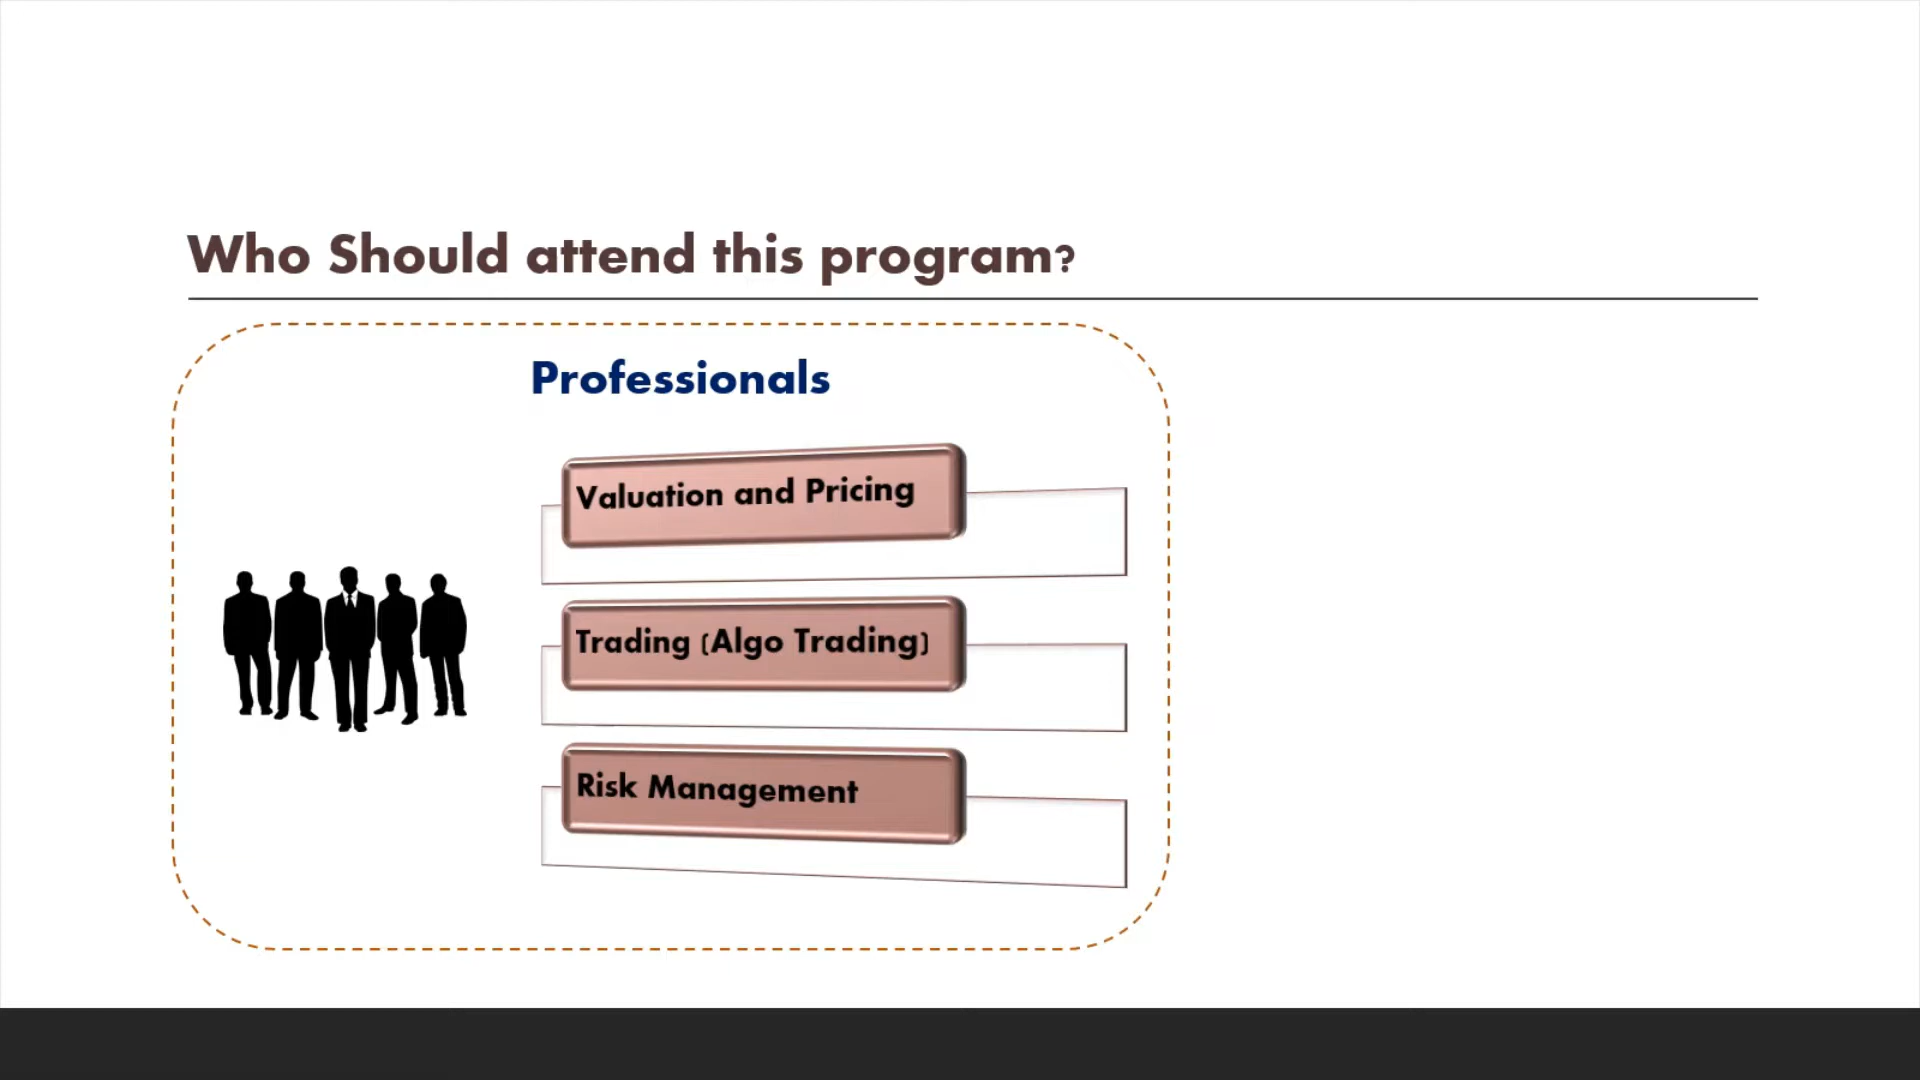 Who Should attend this program?
Professionals
Valuation and Pricing
Trading (Algo Trading)
Risk Management